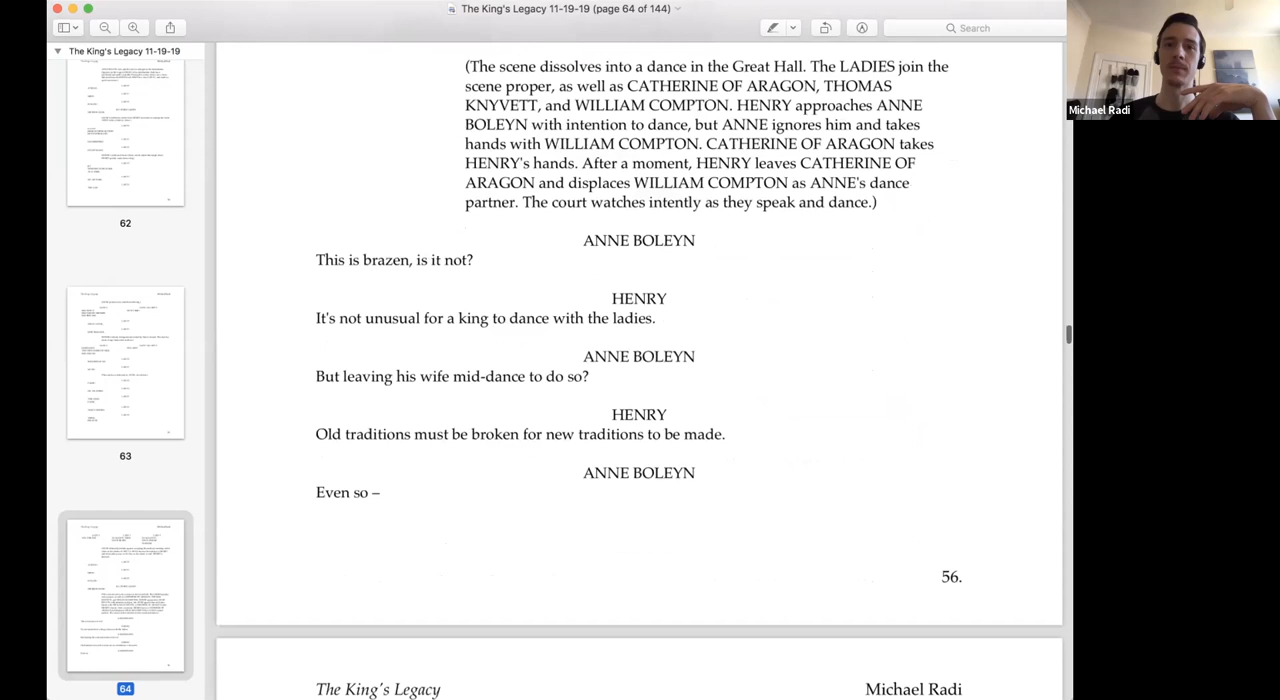 The King's Legacy 11-19-19 (page 64 of 144)
Search
Michael Radi
The King's Legacy 11-19-19
62
63
64
(The scene dissolves into a dance in the Great Hall. The LADIES join the
scene proper, as well as CATHERINE OF ARAGON, THOMAS
KNYVETT, and WILLIAM COMPTON. HENRY approaches ANNE
BOLEYN with intention to dance, but ANNE ignores him and takes
hands with WILLIAM COMPTON. CATHERINE OF ARAGON takes
HENRY's hands. After a moment, HENRY leaves CATHERINE OF
ARAGON and displaces WILLIAM COMPTON as ANNE's dance
partner. The court watches intently as they speak and dance.)
ANNE BOLEYN
This is brazen, is it not?
HENRY
It's not unusual for a king to dance with the ladies.
ANNE BOLEYN
But leaving his wife mid-dance to do so?
HENRY
Old traditions must be broken for new traditions to be made.
ANNE BOLEYN
Even so –
56.
The King's Legacy
Michael Radi